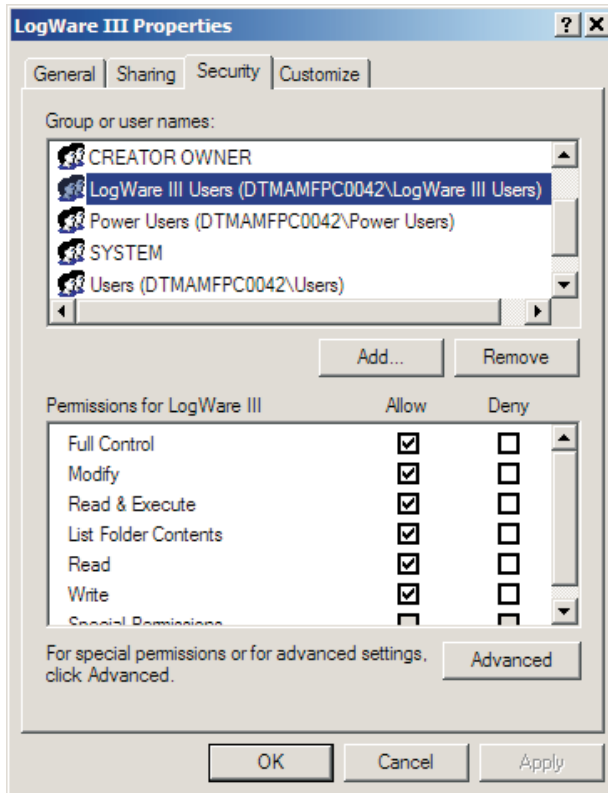 LogWare III Properties
General Sharing Security Customize
Group or user names:
CREATOR OWNER
LogWare III Users (DTMAMFPC0042\LogWare III Users)
Power Users (DTMAMFPC0042\Power Users)
SYSTEM
Users (DTMAMFPC0042\Users)
Add... Remove
Permissions for LogWare III Allow Deny
Full Control
Modify
Read & Execute
List Folder Contents
Read
Write
Special Permissions
For special permissions or for advanced settings,
click Advanced.
Advanced
OK Cancel Apply